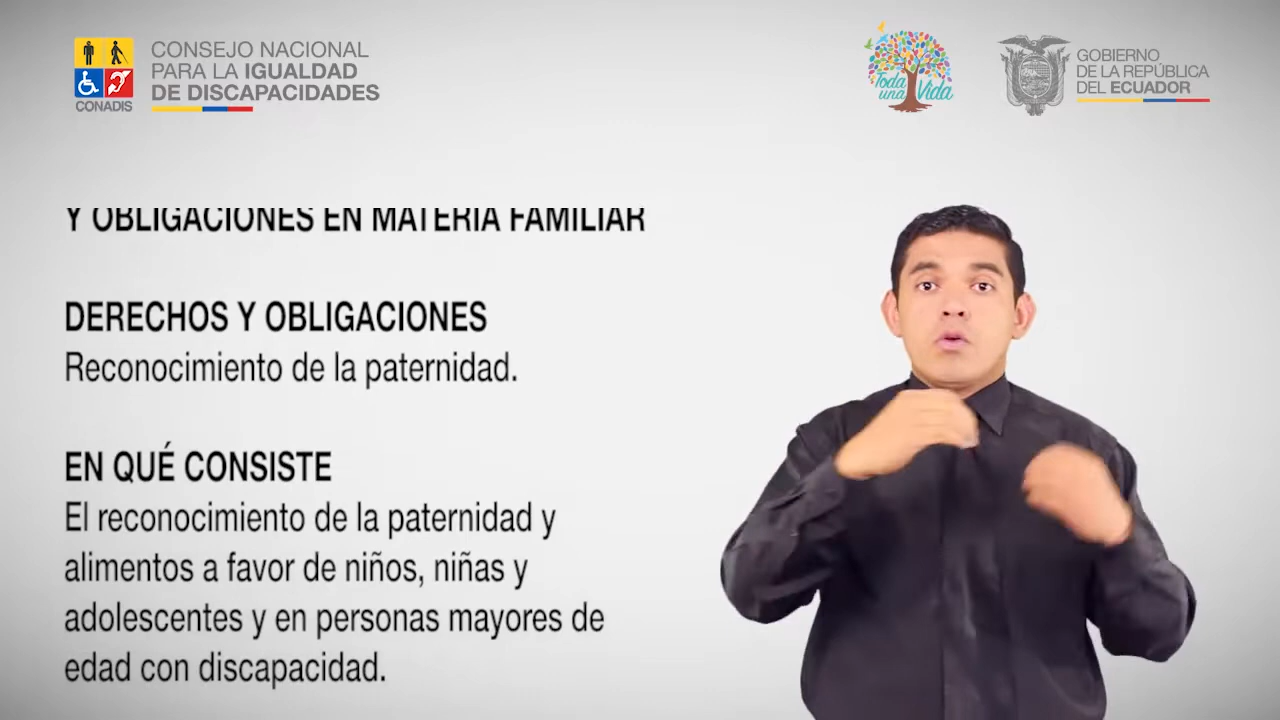 CONADIS
CONSEJO NACIONAL
PARA LA IGUALDAD
DE DISCAPACIDADES
Toda
una Vida
GOBIERNO
DE LA REPÚBLICA
DEL ECUADOR
Y OBLIGACIONES EN MATERIA FAMILIAR
DERECHOS Y OBLIGACIONES
Reconocimiento de la paternidad.
EN QUÉ CONSISTE
El reconocimiento de la paternidad y
alimentos a favor de niños, niñas y
adolescentes y en personas mayores de
edad con discapacidad.